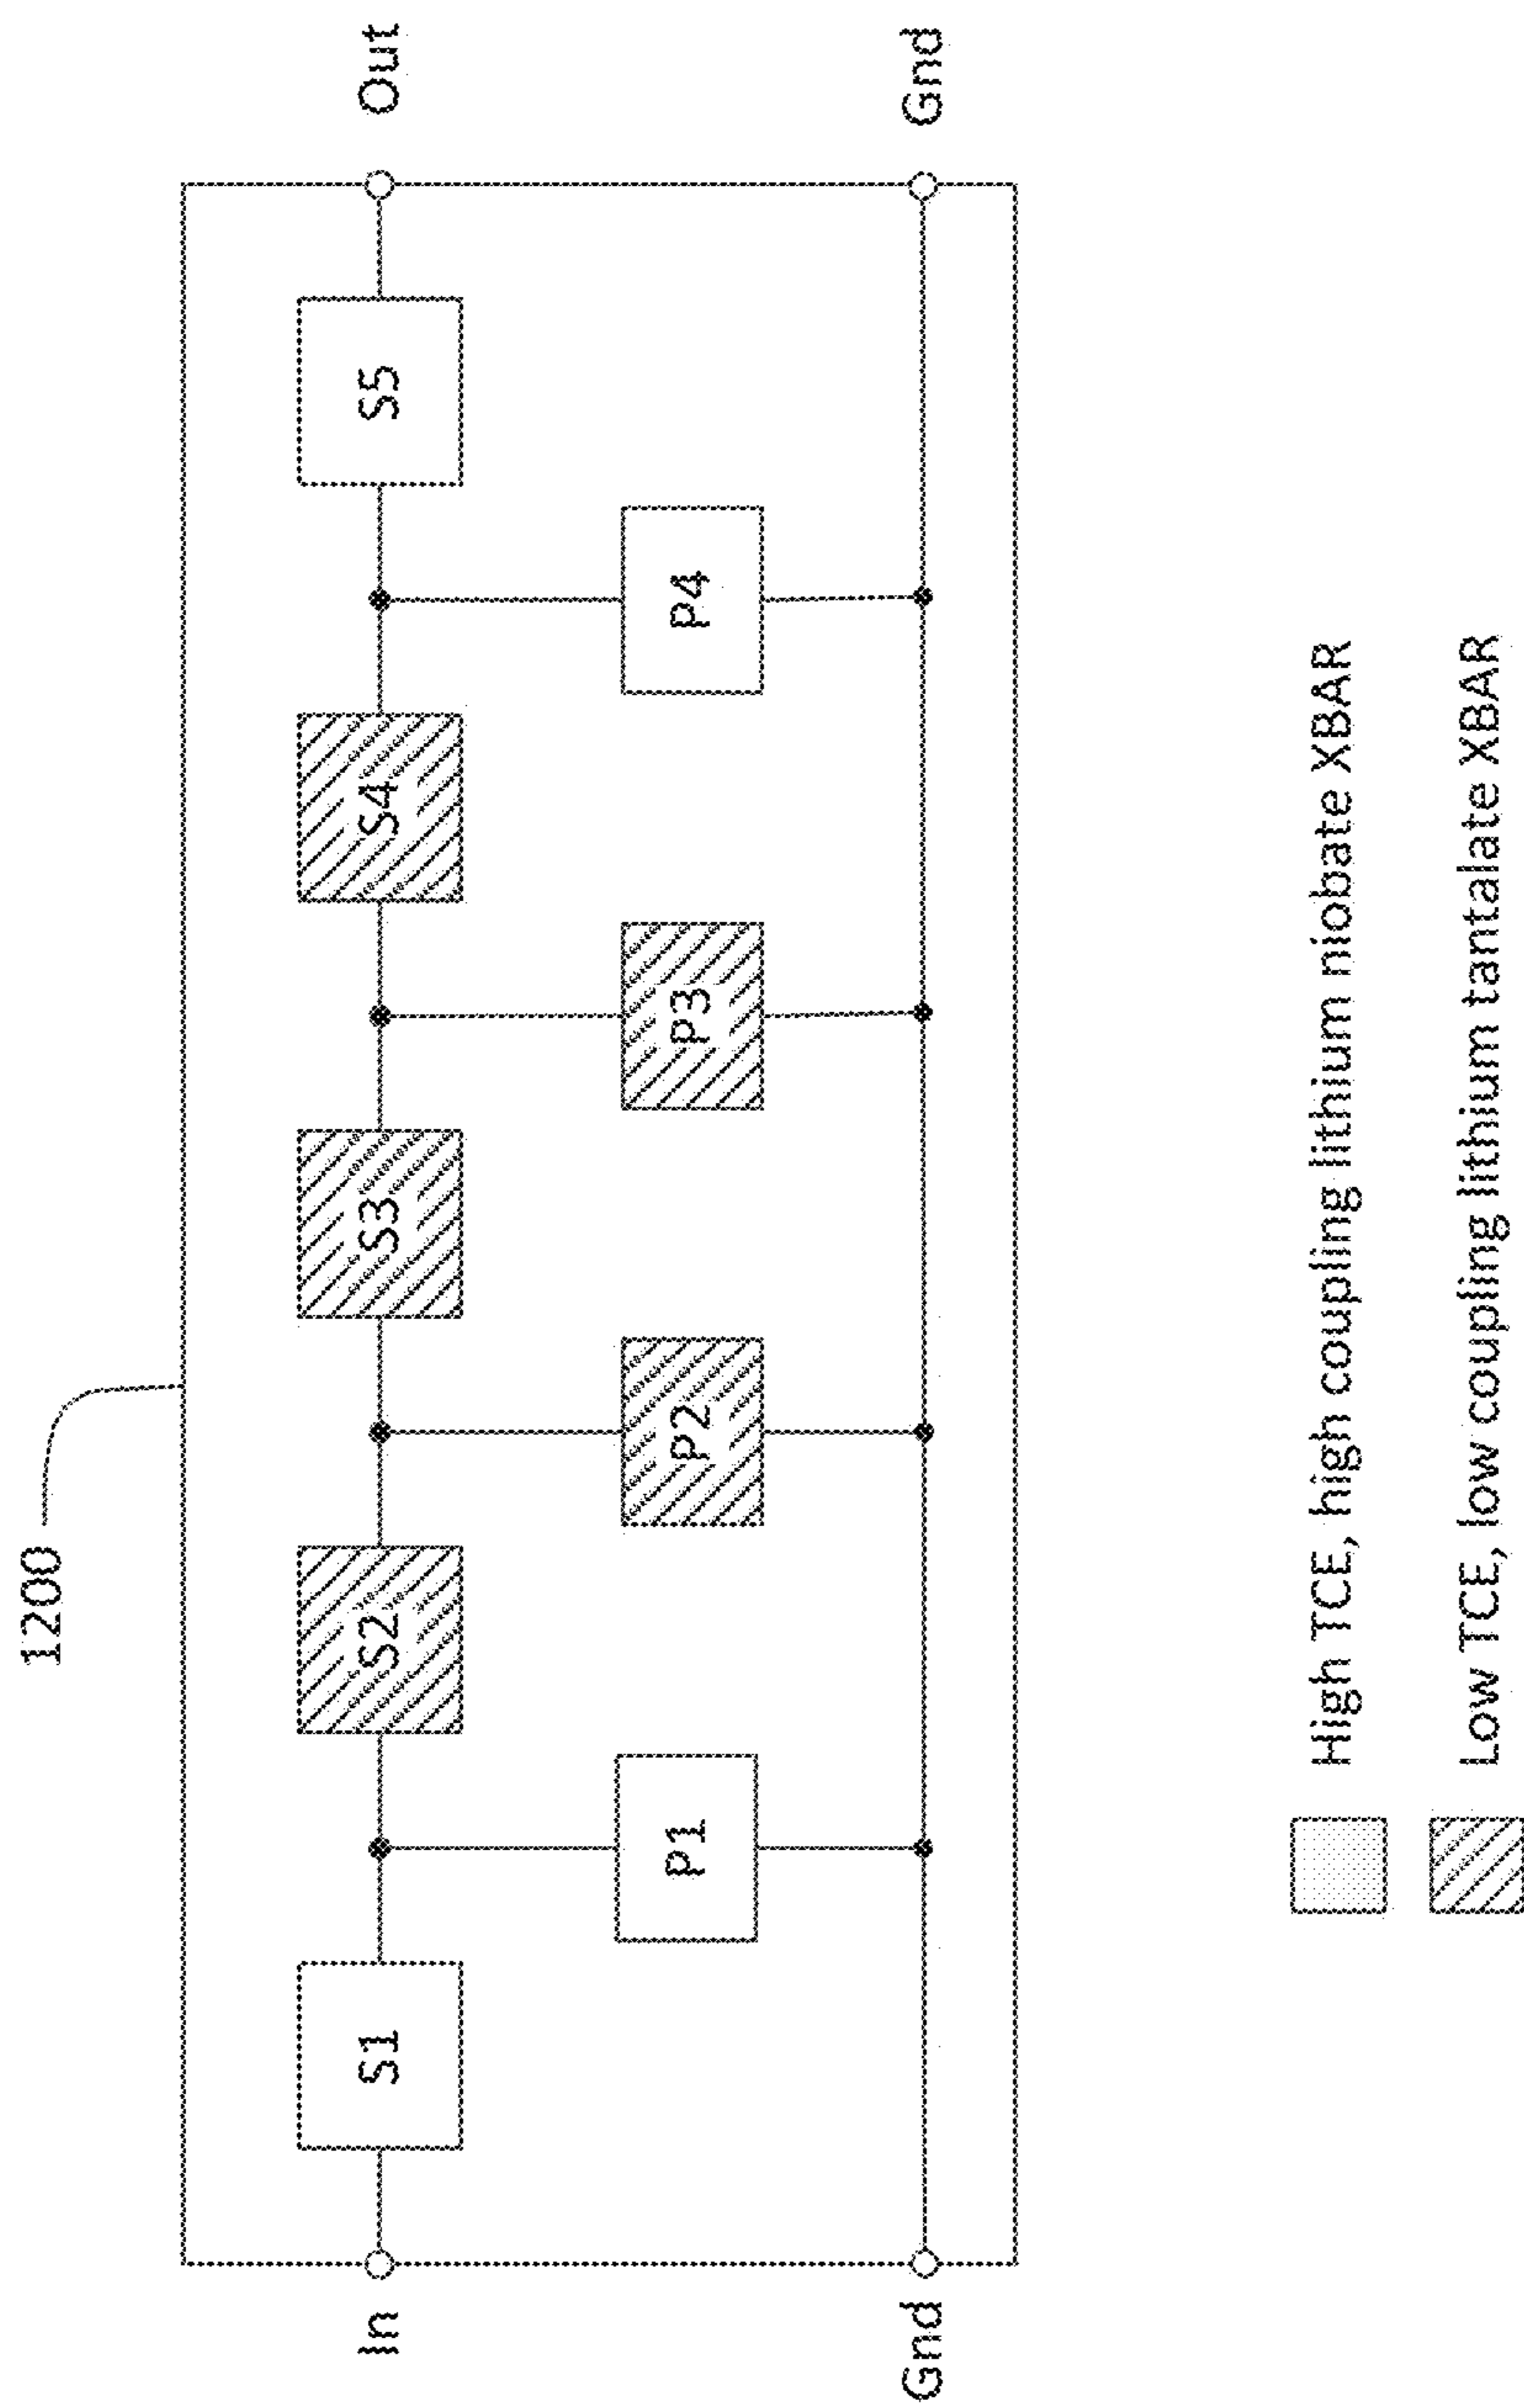 1200
In
S1
S2
S3
S4
S5
Out
P1
P2
P3
P4
Gnd
Gnd
High TCE, high coupling lithium niobate XBAR
Low TCE, low coupling lithium tantalate XBAR